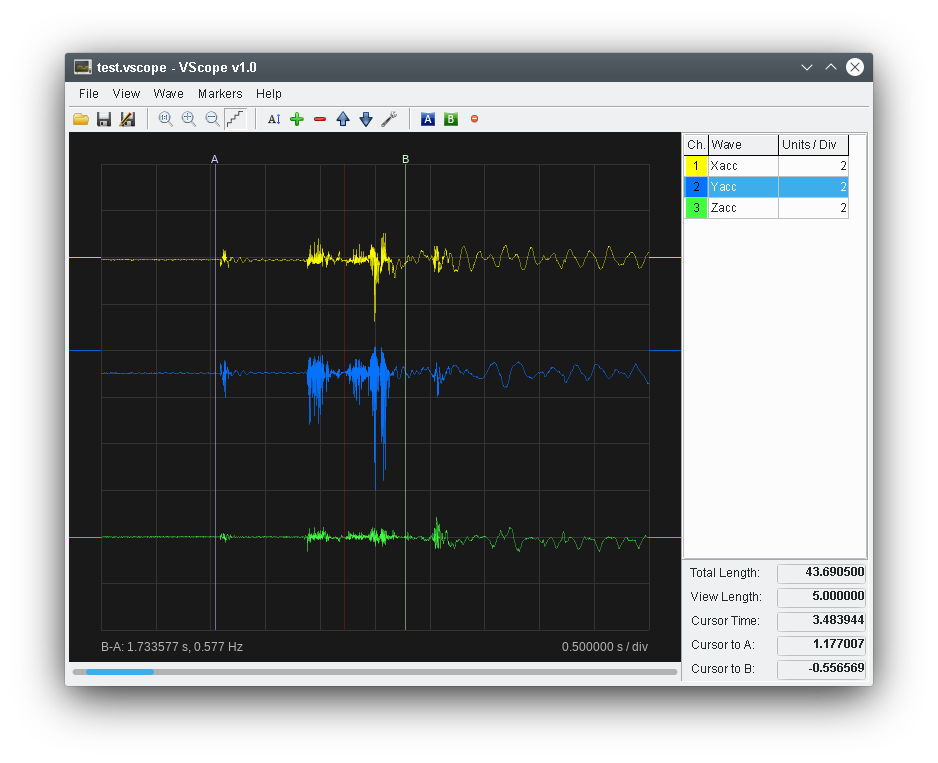 test.vscope - VScope v1.0
File View Wave Markers Help
AI A B
A B
Ch. Wave Units / Div
1 Xacc 2
2 Yacc 2
3 Zacc 2
B-A: 1.733577 s, 0.577 Hz 0.500000 s / div
Total Length: 43.690500
View Length: 5.000000
Cursor Time: 3.483944
Cursor to A: 1.177007
Cursor to B: -0.556569